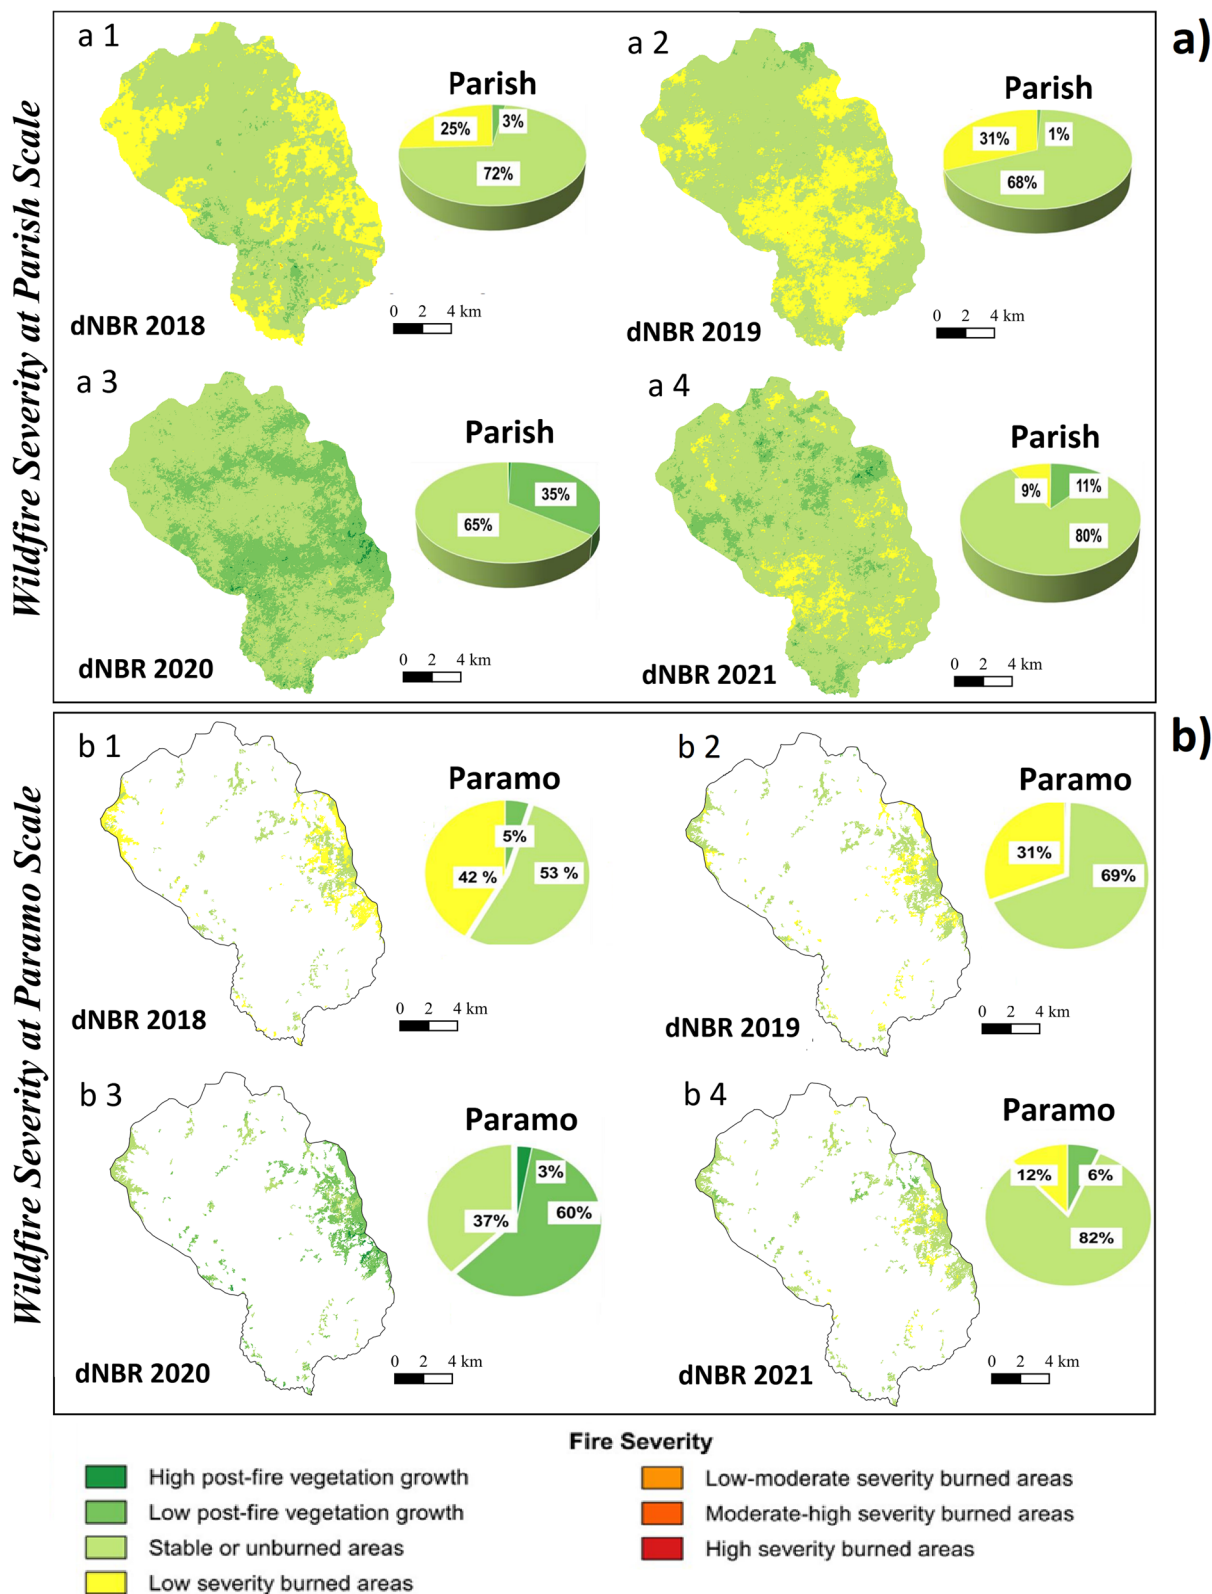 a)
Wildfire Severity at Parish Scale
a 1
Parish
25%
3%
72%
0 2 4 km
dNBR 2018
a 2
Parish
31%
1%
68%
0 2 4 km
dNBR 2019
a 3
Parish
35%
65%
0 2 4 km
dNBR 2020
a 4
Parish
9%
11%
80%
0 2 4 km
dNBR 2021
b)
Wildfire Severity at Paramo Scale
b 1
Paramo
5%
42 %
53 %
0 2 4 km
dNBR 2018
b 2
Paramo
31%
69%
0 2 4 km
dNBR 2019
b 3
Paramo
3%
37%
60%
0 2 4 km
dNBR 2020
b 4
Paramo
12%
6%
82%
0 2 4 km
dNBR 2021
Fire Severity
High post-fire vegetation growth
Low post-fire vegetation growth
Stable or unburned areas
Low severity burned areas
Low-moderate severity burned areas
Moderate-high severity burned areas
High severity burned areas